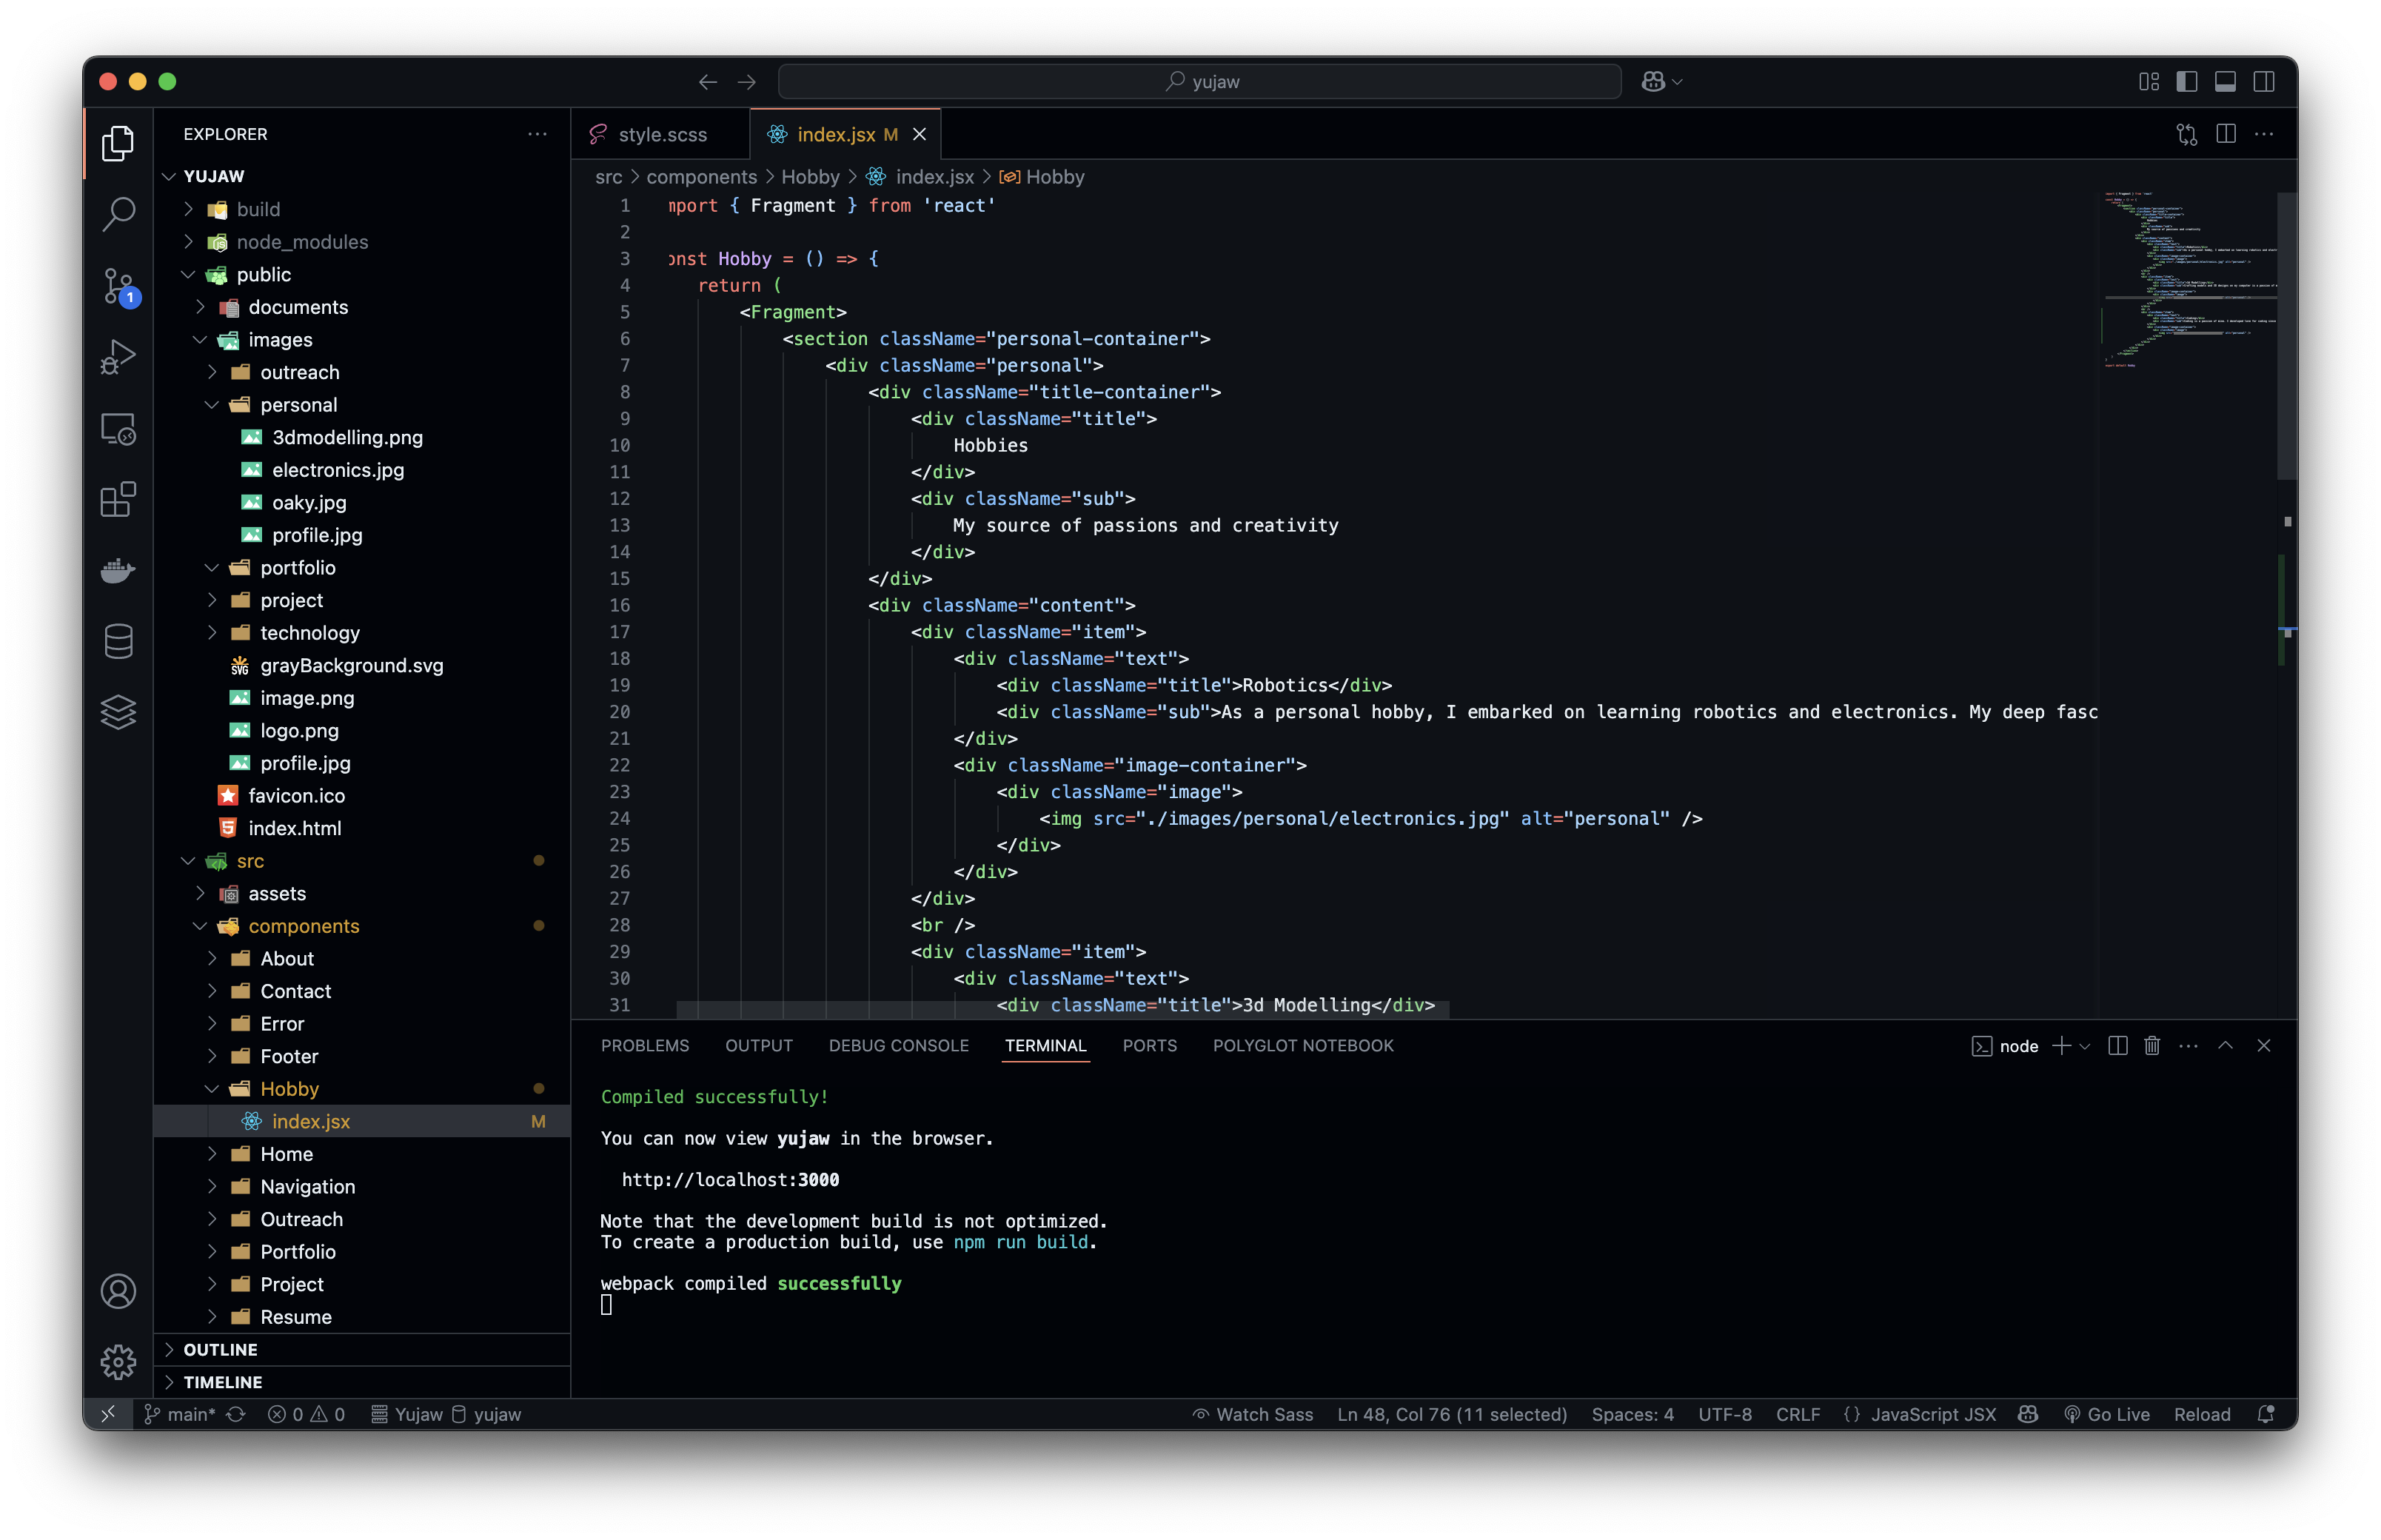 yujaw
EXPLORER
YUJAW
build
node_modules
public
documents
images
outreach
personal
3dmodelling.png
electronics.jpg
oaky.jpg
profile.jpg
portfolio
project
technology
grayBackground.svg
image.png
logo.png
profile.jpg
favicon.ico
index.html
src
assets
components
About
Contact
Error
Footer
Hobby
index.jsx M
Home
Navigation
Outreach
Portfolio
Project
Resume
OUTLINE
TIMELINE
1
style.scss
index.jsx M
src > components > Hobby > index.jsx > Hobby
1 mport { Fragment } from 'react'
2
3 onst Hobby = () => {
4 return (
5 <Fragment>
6 <section className="personal-container">
7 <div className="personal">
8 <div className="title-container">
9 <div className="title">
10 Hobbies
11 </div>
12 <div className="sub">
13 My source of passions and creativity
14 </div>
15 </div>
16 <div className="content">
17 <div className="item">
18 <div className="text">
19 <div className="title">Robotics</div>
20 <div className="sub">As a personal hobby, I embarked on learning robotics and electronics. My deep fasc
21 </div>
22 <div className="image-container">
23 <div className="image">
24 <img src="./images/personal/electronics.jpg" alt="personal" />
25 </div>
26 </div>
27 </div>
28 <br />
29 <div className="item">
30 <div className="text">
31 <div className="title">3d Modelling</div>
PROBLEMS OUTPUT DEBUG CONSOLE TERMINAL PORTS POLYGLOT NOTEBOOK
node
Compiled successfully!
You can now view yujaw in the browser.
http://localhost:3000
Note that the development build is not optimized.
To create a production build, use npm run build.
webpack compiled successfully
main* 0 0 Yujaw yujaw
Watch Sass Ln 48, Col 76 (11 selected) Spaces: 4 UTF-8 CRLF {} JavaScript JSX Go Live Reload